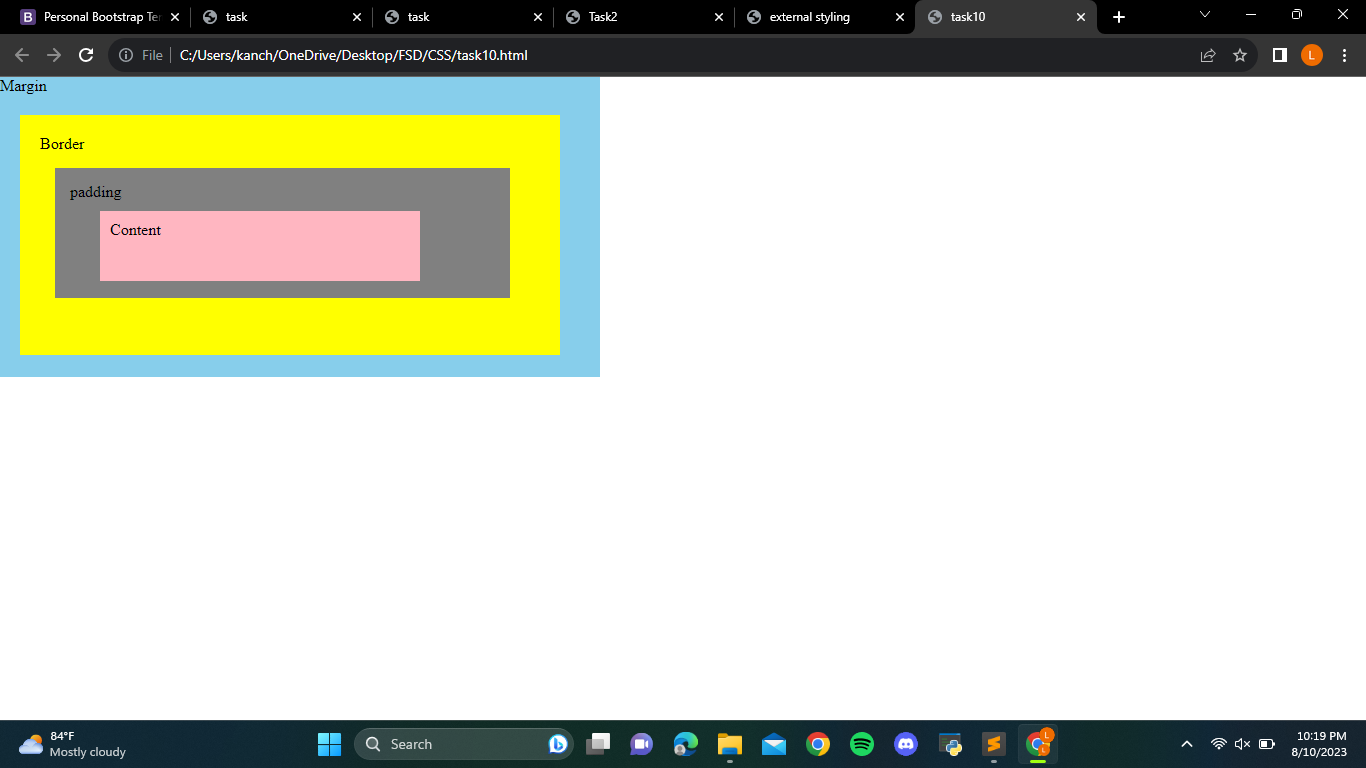 B Personal Bootstrap Ter
task
task
Task2
external styling
task10
File C:/Users/kanch/OneDrive/Desktop/FSD/CSS/task10.html
L
Margin
Border
padding
Content
84°F
Mostly cloudy
Search
L
L
10:19 PM
8/10/2023